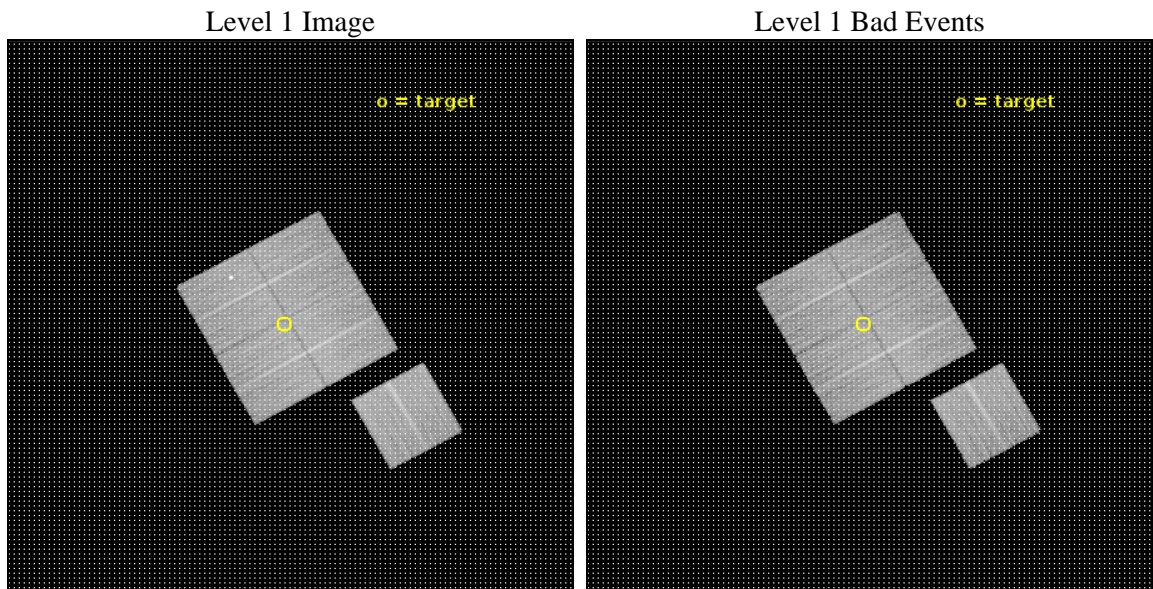 Level 1 Image
Level 1 Bad Events
o = target
o = target